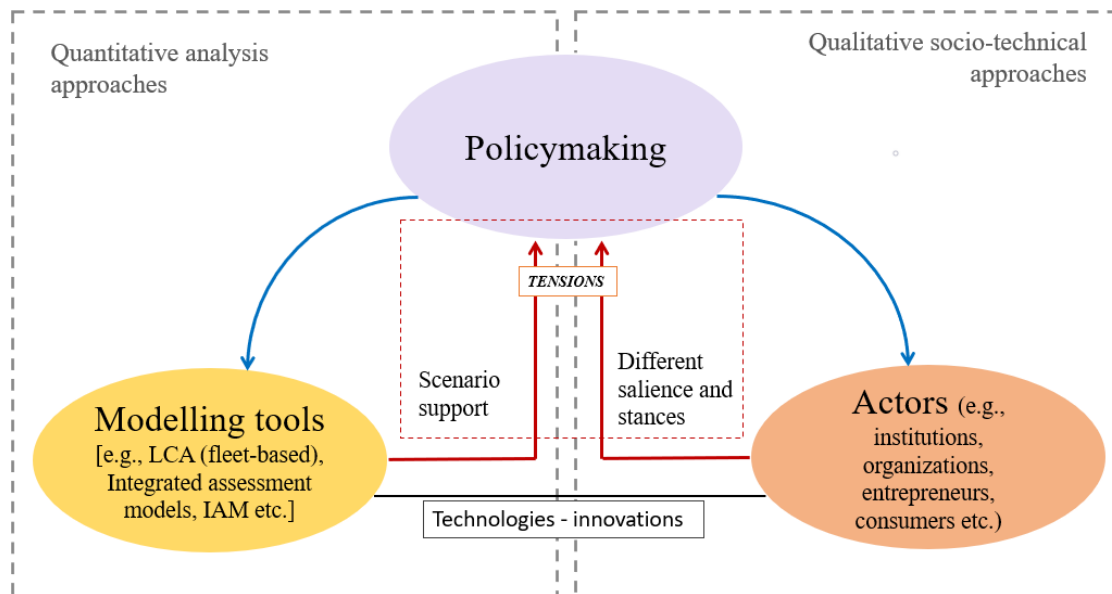 Quantitative analysis
approaches
Qualitative socio-technical
approaches
Policymaking
TENSIONS
Scenario
support
Different
salience and
stances
Modelling tools
[e.g., LCA (fleet-based),
Integrated assessment
models, IAM etc.]
Actors (e.g.,
institutions,
organizations,
entrepreneurs,
consumers etc.)
Technologies - innovations